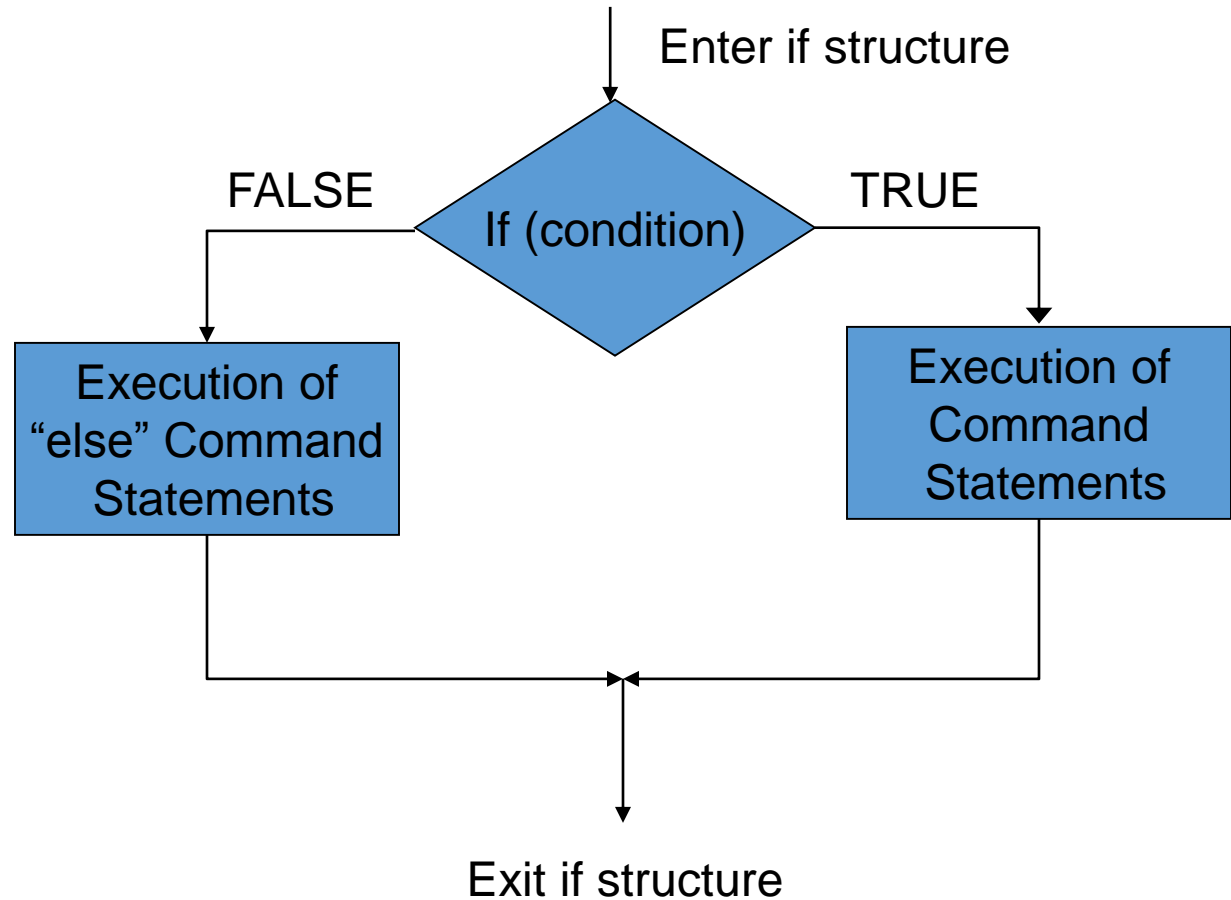 Enter if structure
FALSE
TRUE
If (condition)
Execution of
“else” Command
Statements
Execution of
Command
Statements
Exit if structure